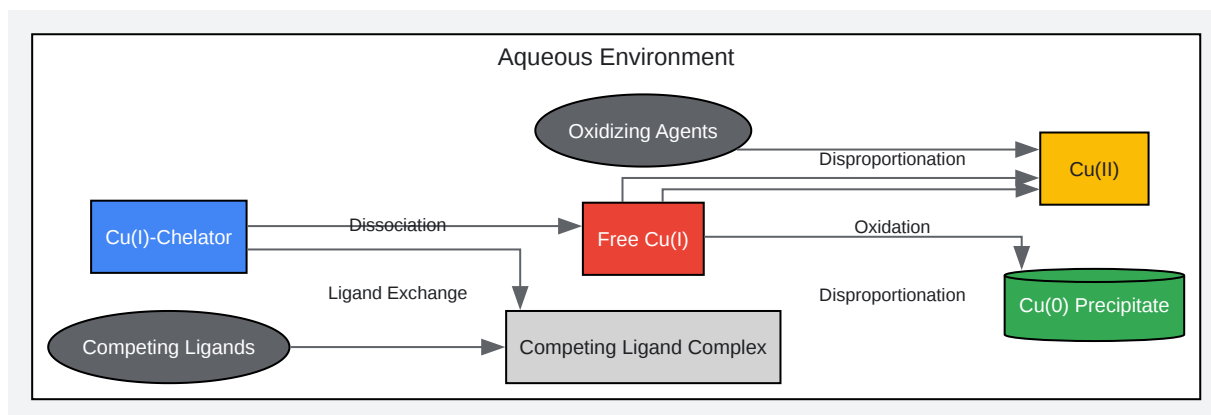 Aqueous Environment
Oxidizing Agents
Disproportionation
Cu(II)
Cu(I)-Chelator
Dissociation
Free Cu(I)
Oxidation
Ligand Exchange
Disproportionation
Cu(0) Precipitate
Competing Ligands
Competing Ligand Complex